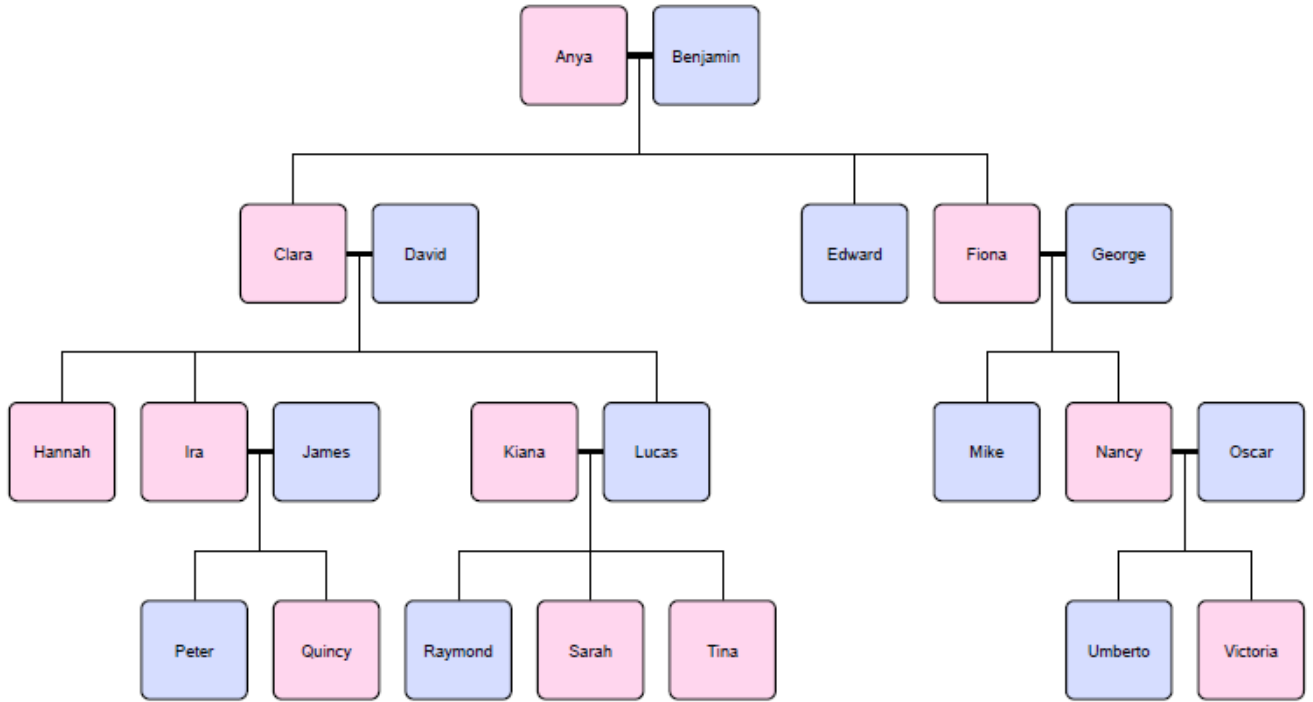 Anya
Benjamin
Clara
David
Edward
Fiona
George
Hannah
Ira
James
Kiana
Lucas
Mike
Nancy
Oscar
Peter
Quincy
Raymond
Sarah
Tina
Umberto
Victoria